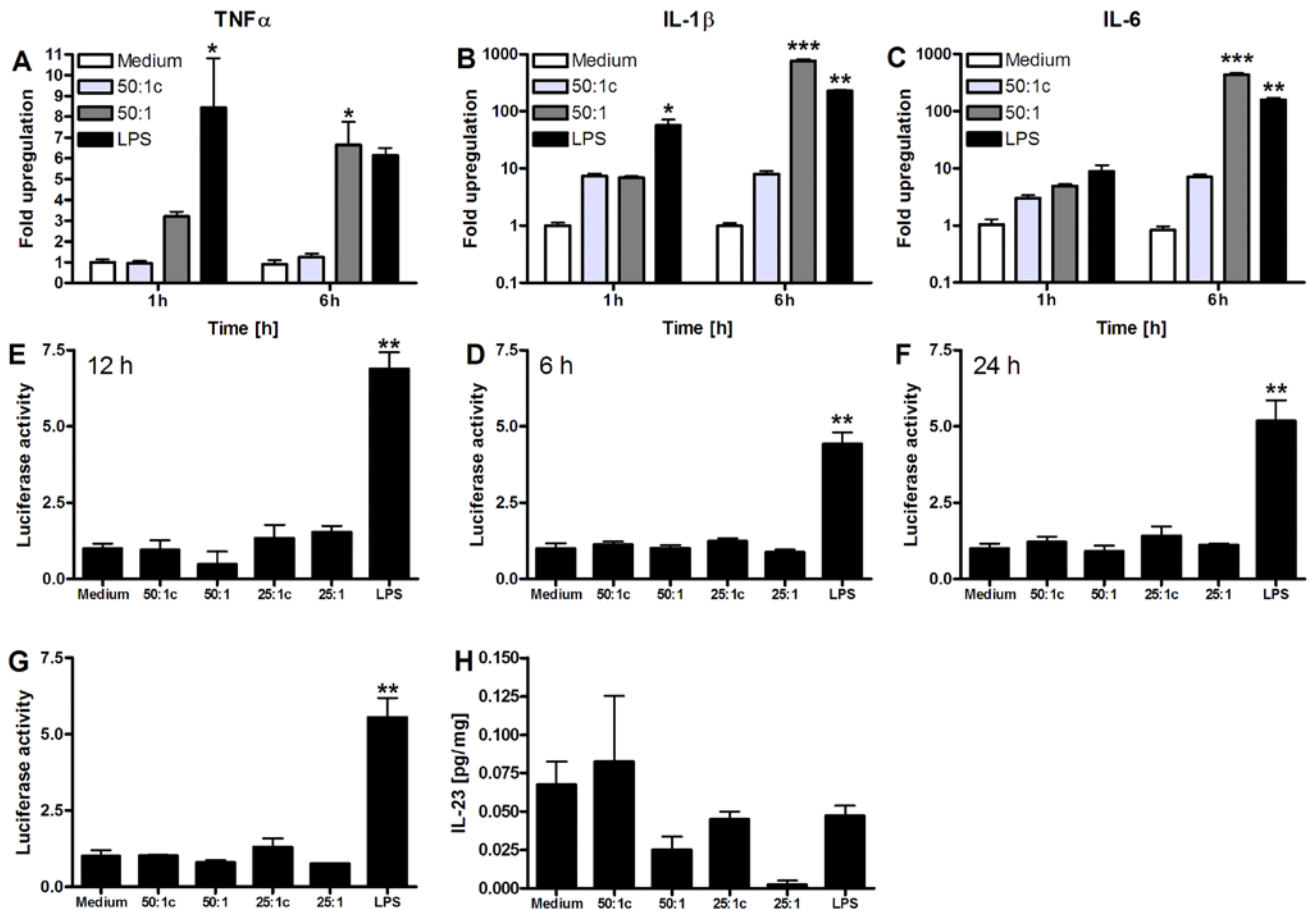 TNFα
IL-1β
IL-6
A
11
10
9
8
7
6
5
4
3
2
1
0
Fold upregulation
Medium
50:1c
50:1
LPS
*
*
1h
6h
Time [h]
B
1000
100
10
1
0.1
Fold upregulation
Medium
50:1c
50:1
LPS
*
***
**
1h
6h
Time [h]
C
1000
100
10
1
0.1
Fold upregulation
Medium
50:1c
50:1
LPS
***
**
1h
6h
Time [h]
E
12 h
7.5
5.0
2.5
0.0
Luciferase activity
**
Medium 50:1c 50:1 25:1c 25:1 LPS
D
6 h
7.5
5.0
2.5
0.0
Luciferase activity
**
Medium 50:1c 50:1 25:1c 25:1 LPS
F
24 h
7.5
5.0
2.5
0.0
Luciferase activity
**
Medium 50:1c 50:1 25:1c 25:1 LPS
G
7.5
5.0
2.5
0.0
Luciferase activity
**
Medium 50:1c 50:1 25:1c 25:1 LPS
H
0.150
0.125
0.100
0.075
0.050
0.025
0.000
IL-23 [pg/mg]
Medium 50:1c 50:1 25:1c 25:1 LPS